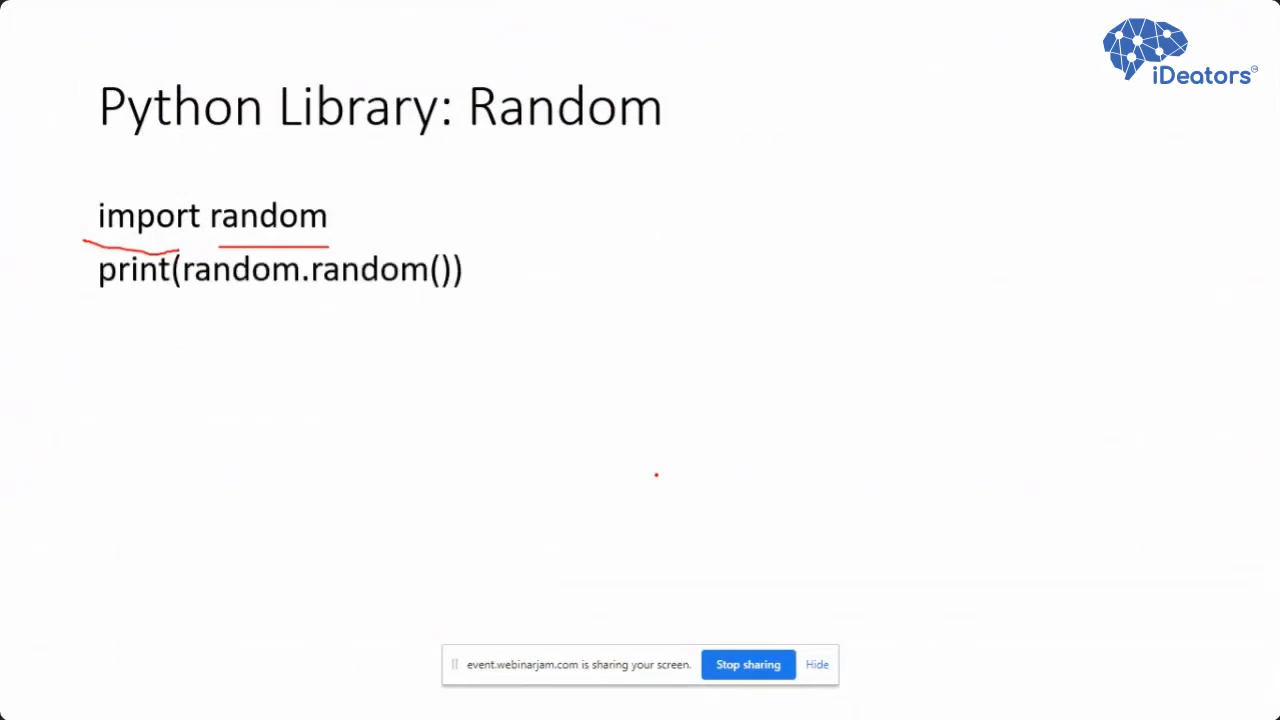 iDeators
Python Library: Random
import random
print(random.random())
event.webinarjam.com is sharing your screen.
Stop sharing
Hide